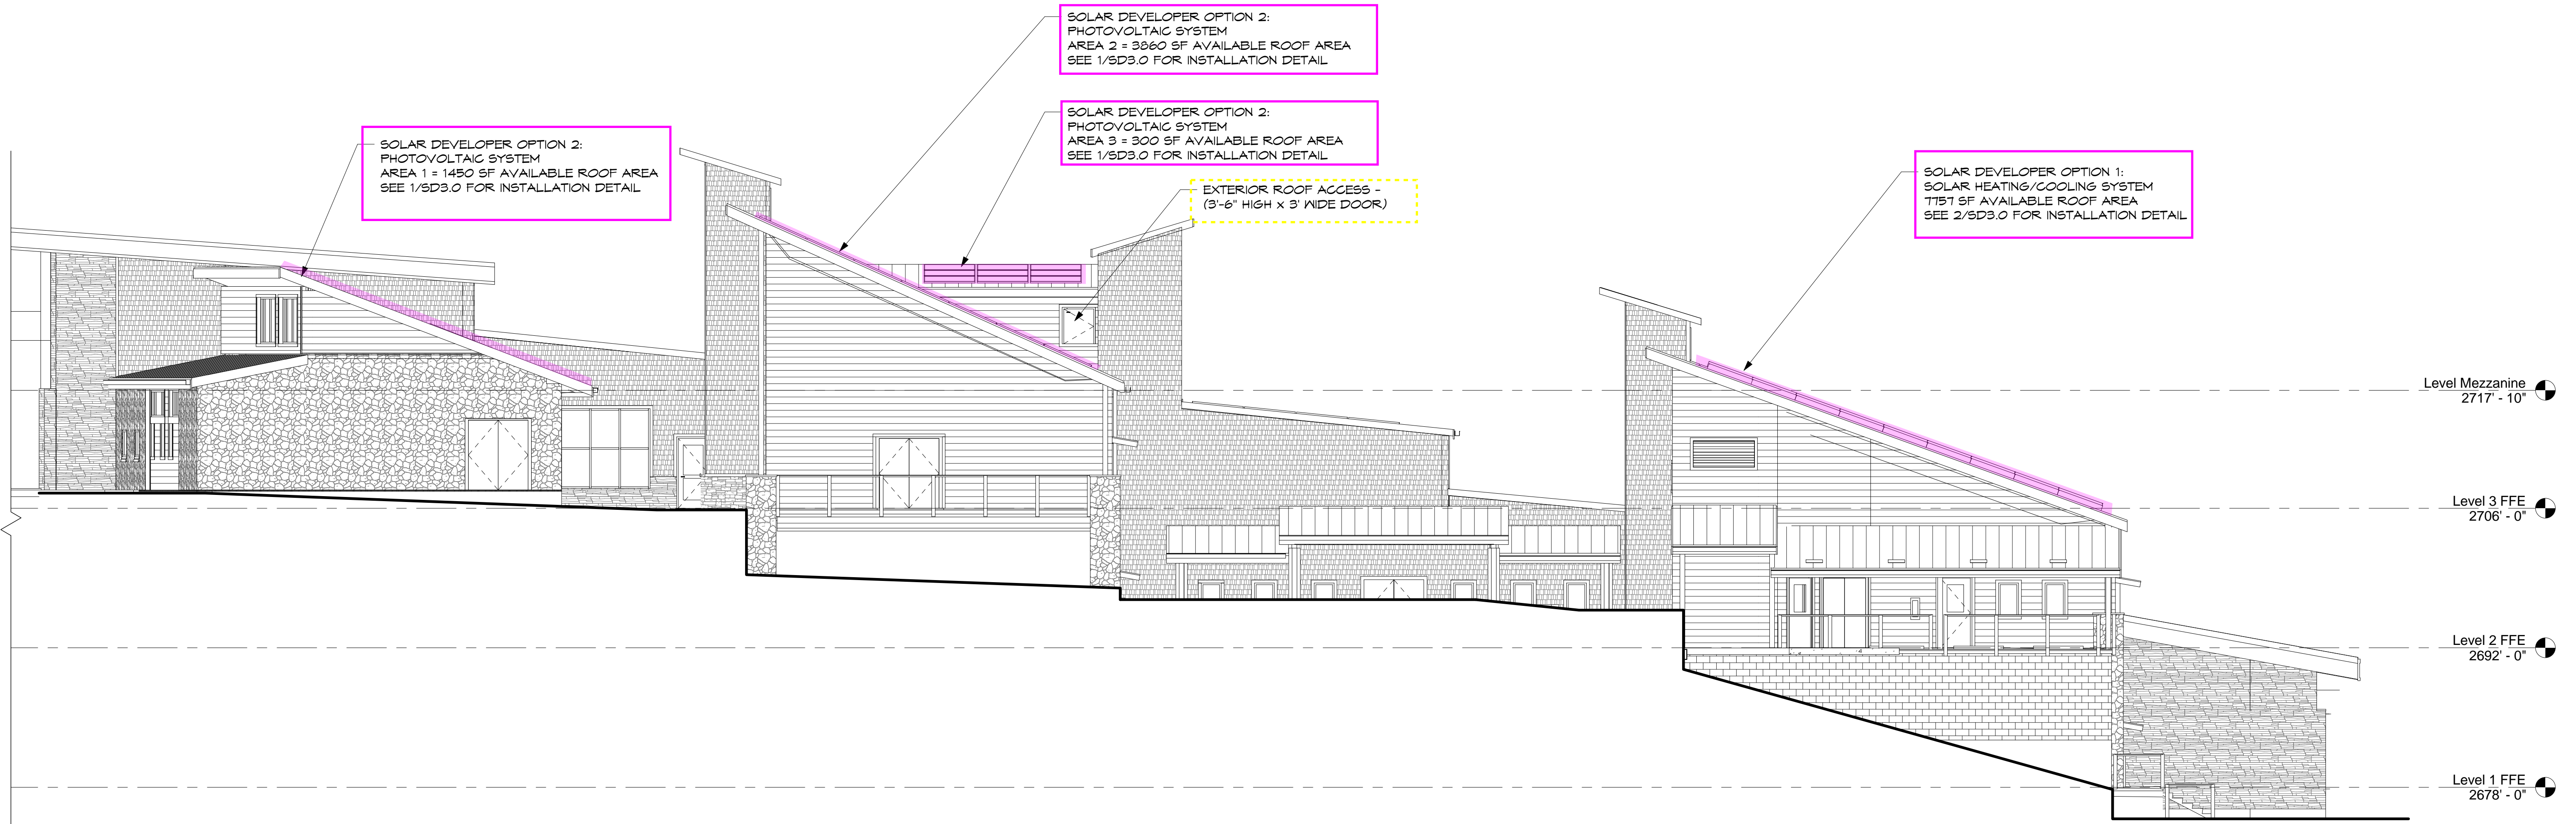 SOLAR DEVELOPER OPTION 2:
PHOTOVOLTAIC SYSTEM
AREA 2 = 3860 SF AVAILABLE ROOF AREA
SEE 1/SD3.0 FOR INSTALLATION DETAIL
SOLAR DEVELOPER OPTION 2:
PHOTOVOLTAIC SYSTEM
AREA 3 = 300 SF AVAILABLE ROOF AREA
SEE 1/SD3.0 FOR INSTALLATION DETAIL
SOLAR DEVELOPER OPTION 2:
PHOTOVOLTAIC SYSTEM
AREA 1 = 1450 SF AVAILABLE ROOF AREA
SEE 1/SD3.0 FOR INSTALLATION DETAIL
EXTERIOR ROOF ACCESS -
(3'-6" HIGH x 3' WIDE DOOR)
SOLAR DEVELOPER OPTION 1:
SOLAR HEATING/COOLING SYSTEM
7757 SF AVAILABLE ROOF AREA
SEE 2/SD3.0 FOR INSTALLATION DETAIL
Level Mezzanine
2717' - 10"
Level 3 FFE
2706' - 0"
Level 2 FFE
2692' - 0"
Level 1 FFE
2678' - 0"